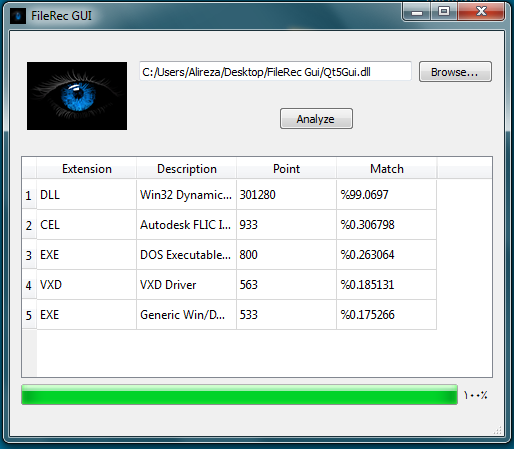 FileRec GUI
C:/Users/Alireza/Desktop/FileRec Gui/Qt5Gui.dll Browse...
Analyze
Extension Description Point Match
1 DLL Win32 Dynamic... 301280 %99.0697
2 CEL Autodesk FLIC I... 933 %0.306798
3 EXE DOS Executable... 800 %0.263064
4 VXD VXD Driver 563 %0.185131
5 EXE Generic Win/D... 533 %0.175266
۱۰۰%